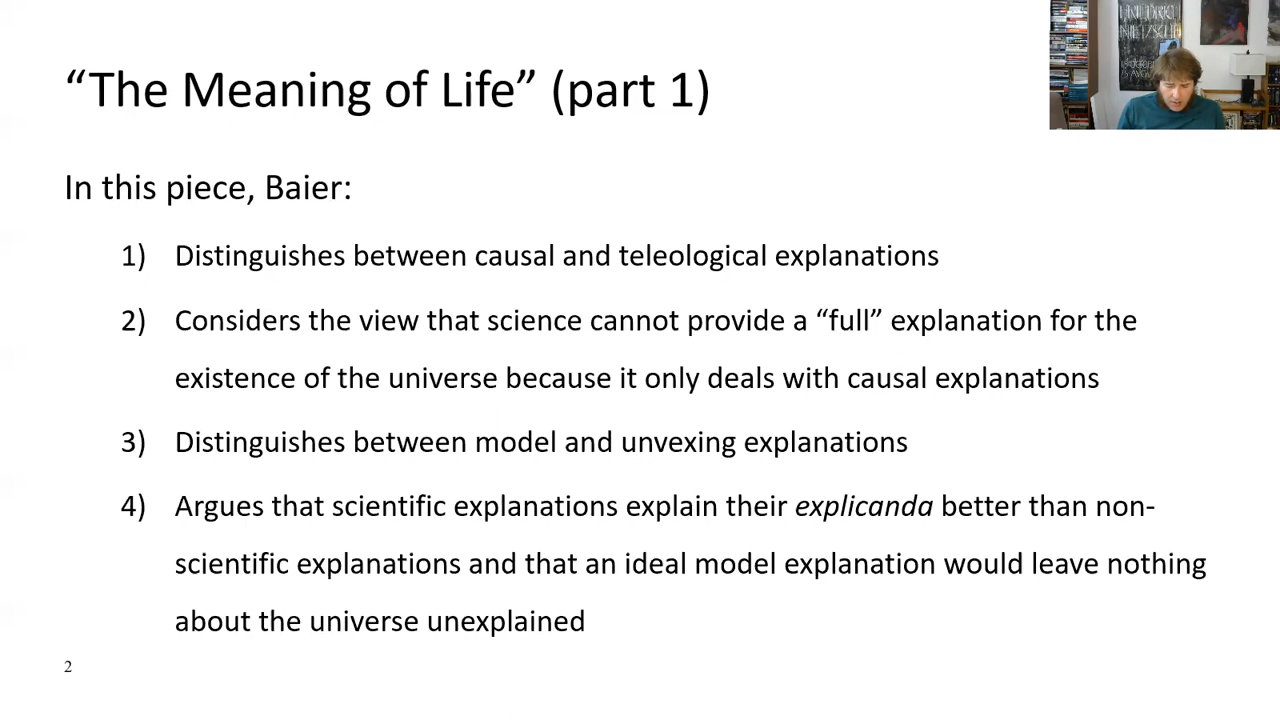 “The Meaning of Life” (part 1)
In this piece, Baier:
1) Distinguishes between causal and teleological explanations
2) Considers the view that science cannot provide a “full” explanation for the
existence of the universe because it only deals with causal explanations
3) Distinguishes between model and unvexing explanations
4) Argues that scientific explanations explain their explicanda better than non-
scientific explanations and that an ideal model explanation would leave nothing
about the universe unexplained
2
NIETZSCHE